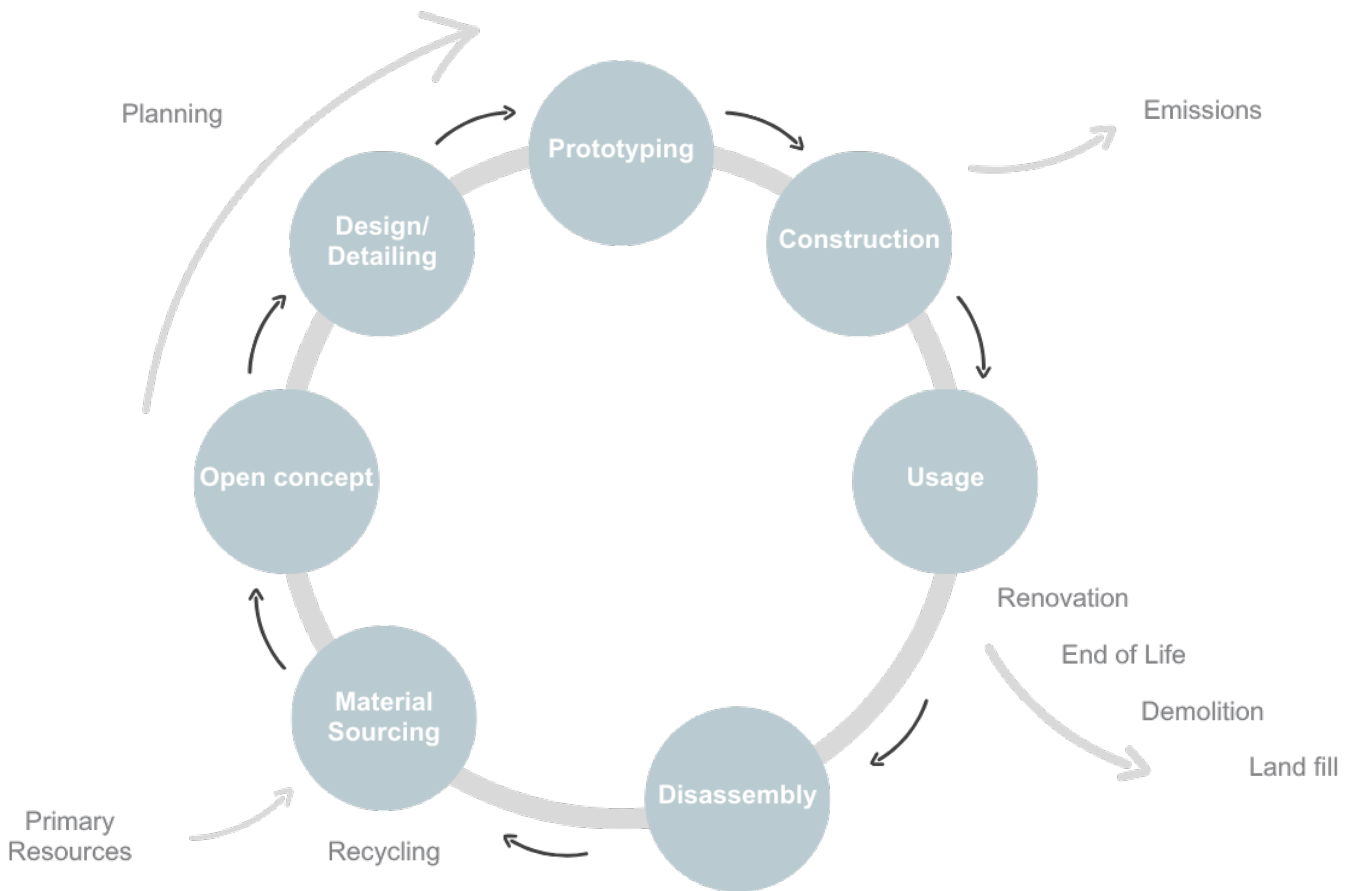 Planning
Emissions
Prototyping
Design/
Detailing
Construction
Open concept
Usage
Renovation
End of Life
Demolition
Land fill
Material
Sourcing
Disassembly
Primary
Resources
Recycling